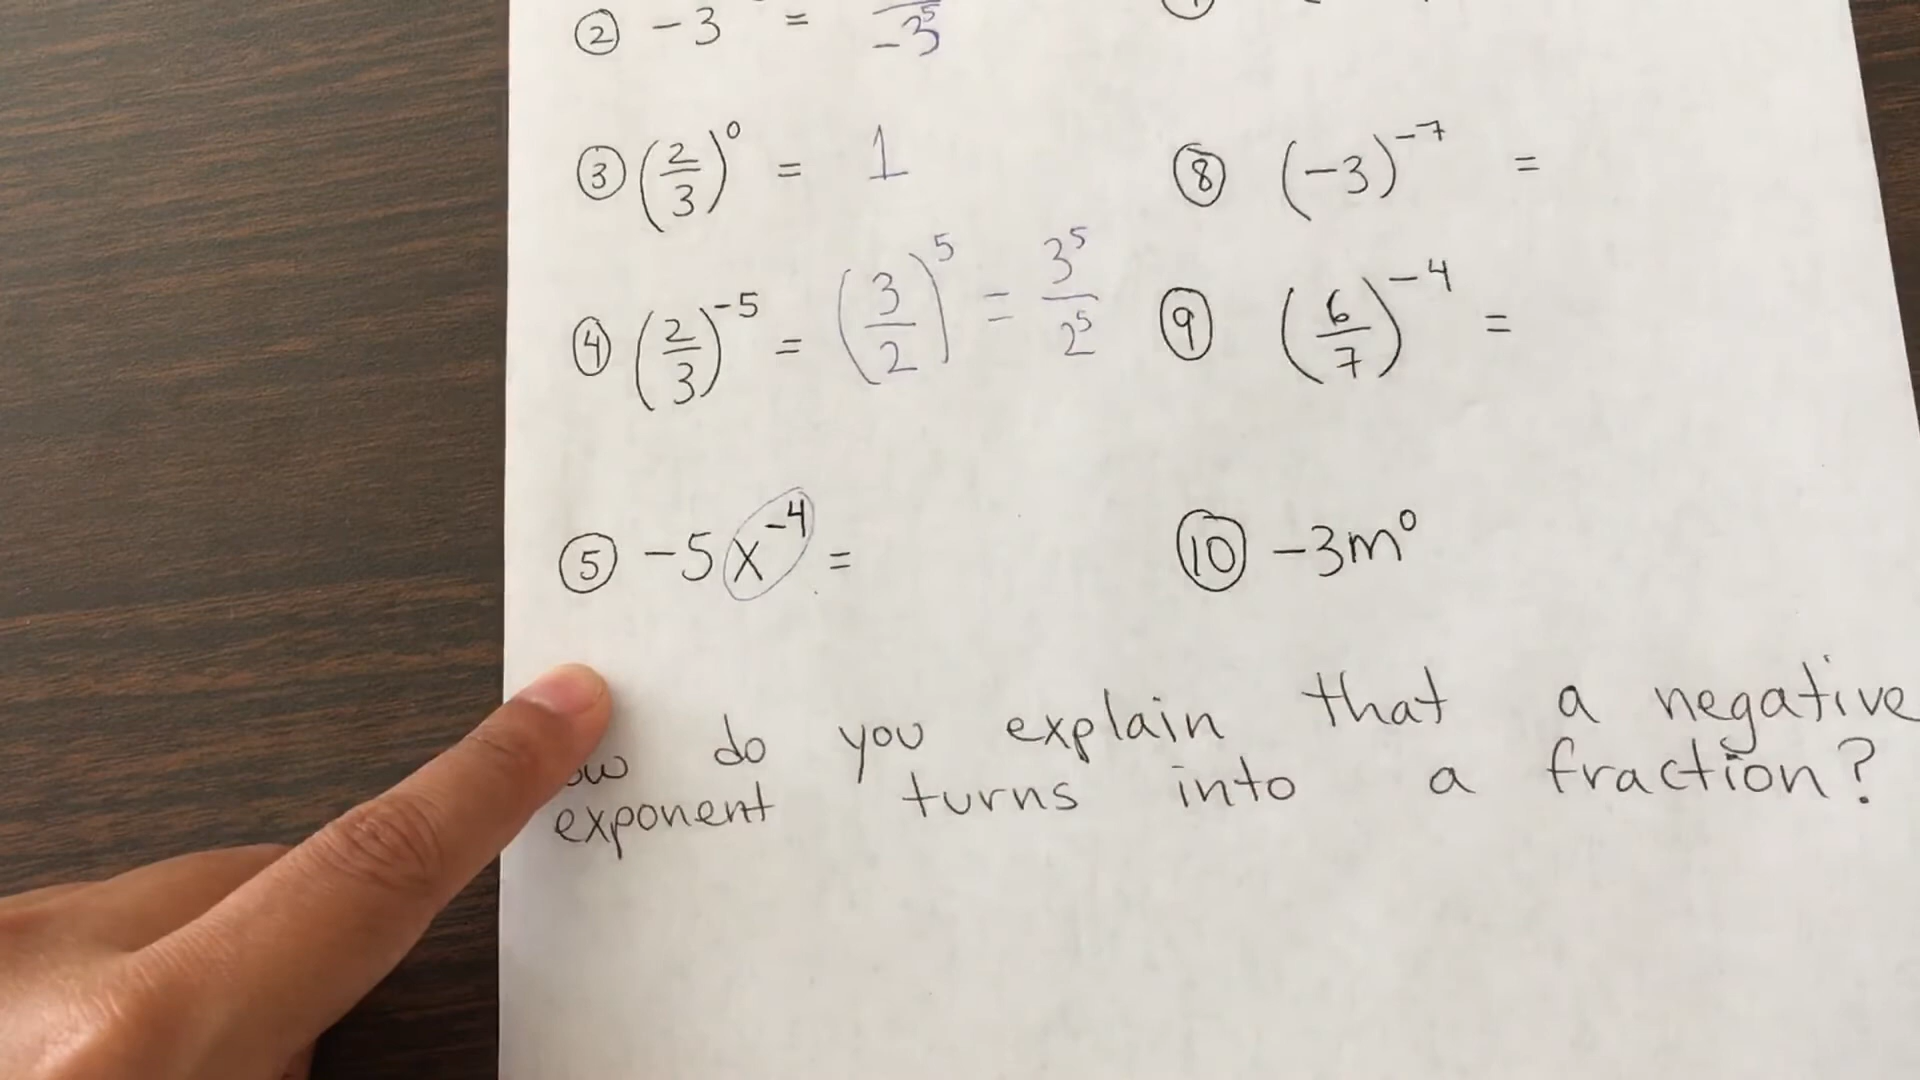 ② -3 = /-3⁵
③ (2/3)⁰ = 1
④ (2/3)⁻⁵ = (3/2)⁵ = 3⁵/2⁵
⑤ -5x⁻⁴ =
⑧ (-3)⁻⁷ =
⑨ (6/7)⁻⁴ =
⑩ -3m⁰
do you explain that a negative
exponent turns into a fraction?